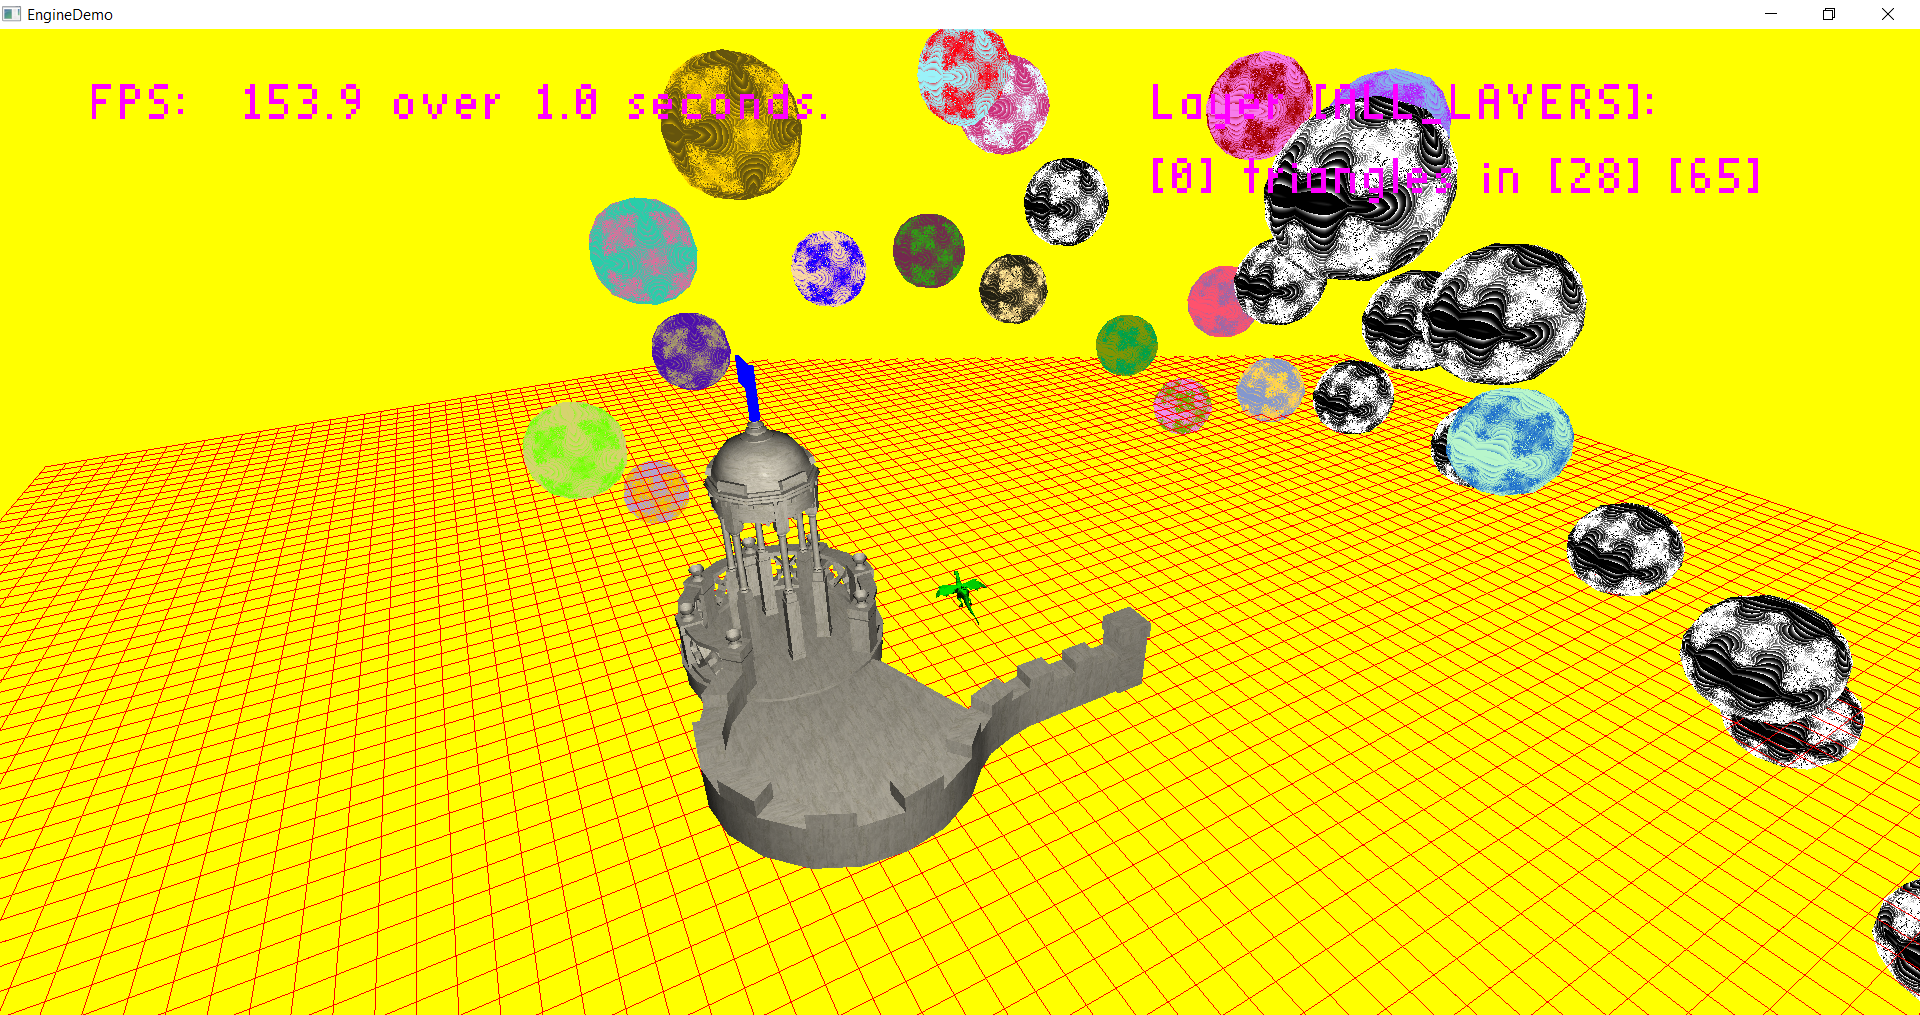 EngineDemo
FPS:  153.9 over 1.0 seconds.
Layer [ALL_LAYERS]:
[0] triangles in [28] [65]